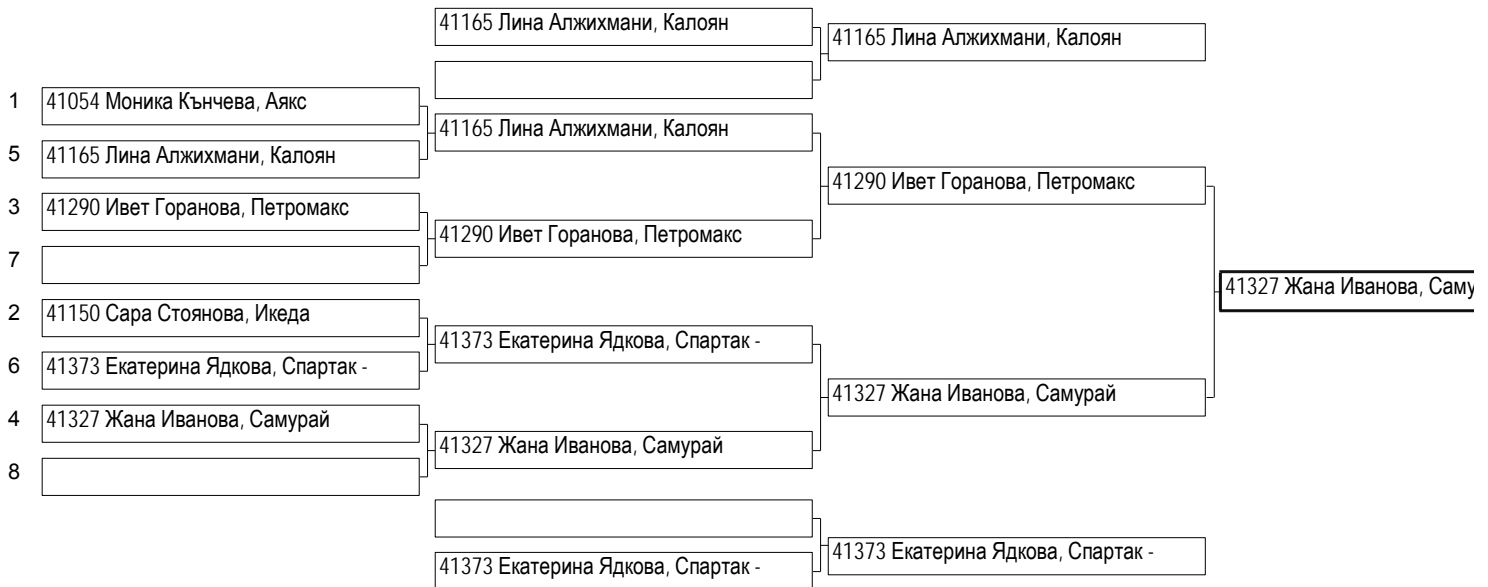 41165 Лина Алжихмани, Калоян
41165 Лина Алжихмани, Калоян
1 41054 Моника Кънчева, Аякс
41165 Лина Алжихмани, Калоян
5 41165 Лина Алжихмани, Калоян
41290 Ивет Горанова, Петромакс
3 41290 Ивет Горанова, Петромакс
41290 Ивет Горанова, Петромакс
7
41327 Жана Иванова, Саму
2 41150 Сара Стоянова, Икеда
41373 Екатерина Ядкова, Спартак -
6 41373 Екатерина Ядкова, Спартак -
41327 Жана Иванова, Самурай
4 41327 Жана Иванова, Самурай
41327 Жана Иванова, Самурай
8
41373 Екатерина Ядкова, Спартак -
41373 Екатерина Ядкова, Спартак -